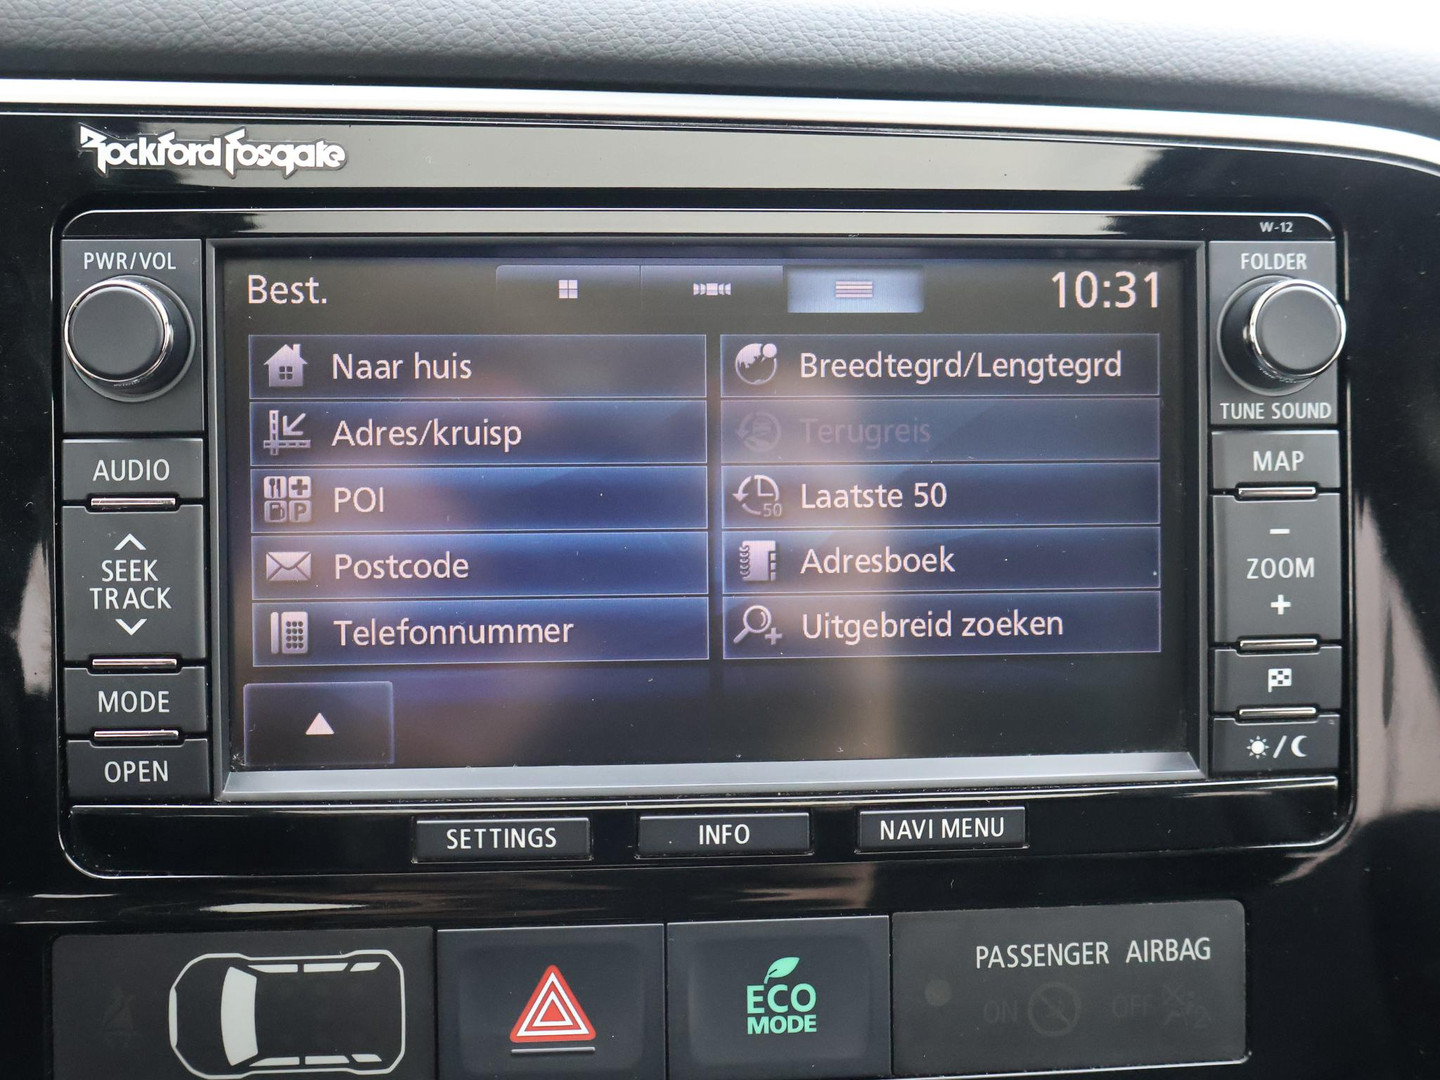 Rockford Fosgate
W-12
PWR/VOL
FOLDER
Best.
10:31
Naar huis
Breedtegrd/Lengtegrd
TUNE SOUND
Adres/kruisp
Terugreis
AUDIO
MAP
POI
Laatste 50
50
P
SEEK
TRACK
−
ZOOM
+
Postcode
Adresboek
Telefonnummer
Uitgebreid zoeken
MODE
OPEN
/
SETTINGS
INFO
NAVI MENU
PASSENGER AIRBAG
ECO
MODE
ON
OFF